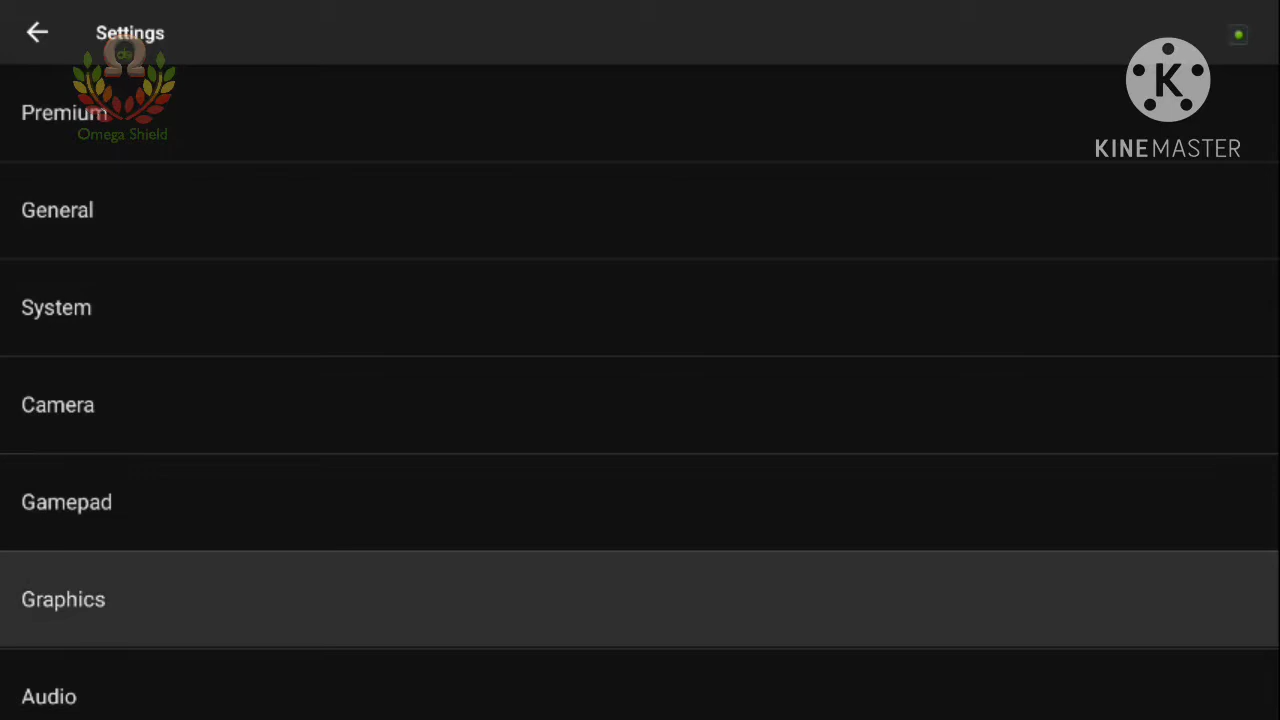 Settings
Premium
Omega Shield
K
KINEMASTER
General
System
Camera
Gamepad
Graphics
Audio